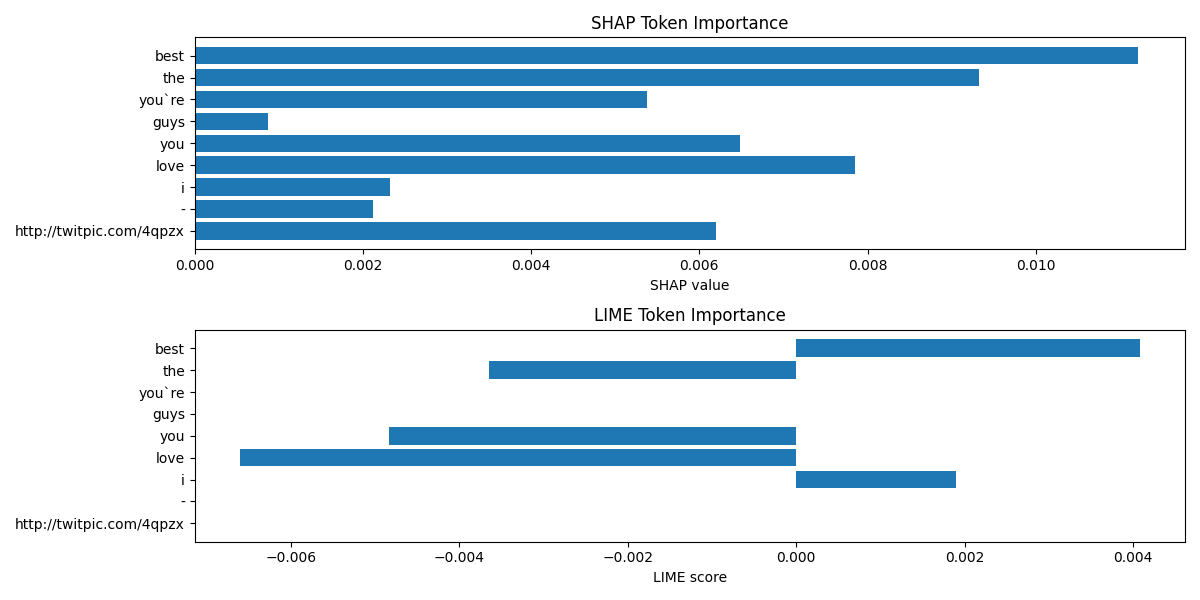 SHAP Token Importance
best
the
you`re
guys
you
love
i
-
http://twitpic.com/4qpzx
0.000 0.002 0.004 0.006 0.008 0.010
SHAP value
LIME Token Importance
best
the
you`re
guys
you
love
i
-
http://twitpic.com/4qpzx
−0.006 −0.004 −0.002 0.000 0.002 0.004
LIME score